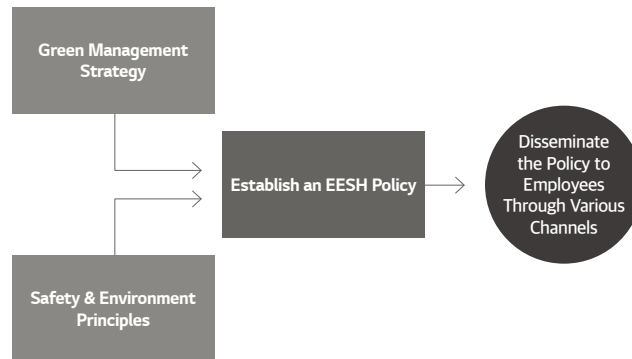 Green Management
Strategy
Establish an EESH Policy
Disseminate
the Policy to
Employees
Through Various
Channels
Safety & Environment
Principles